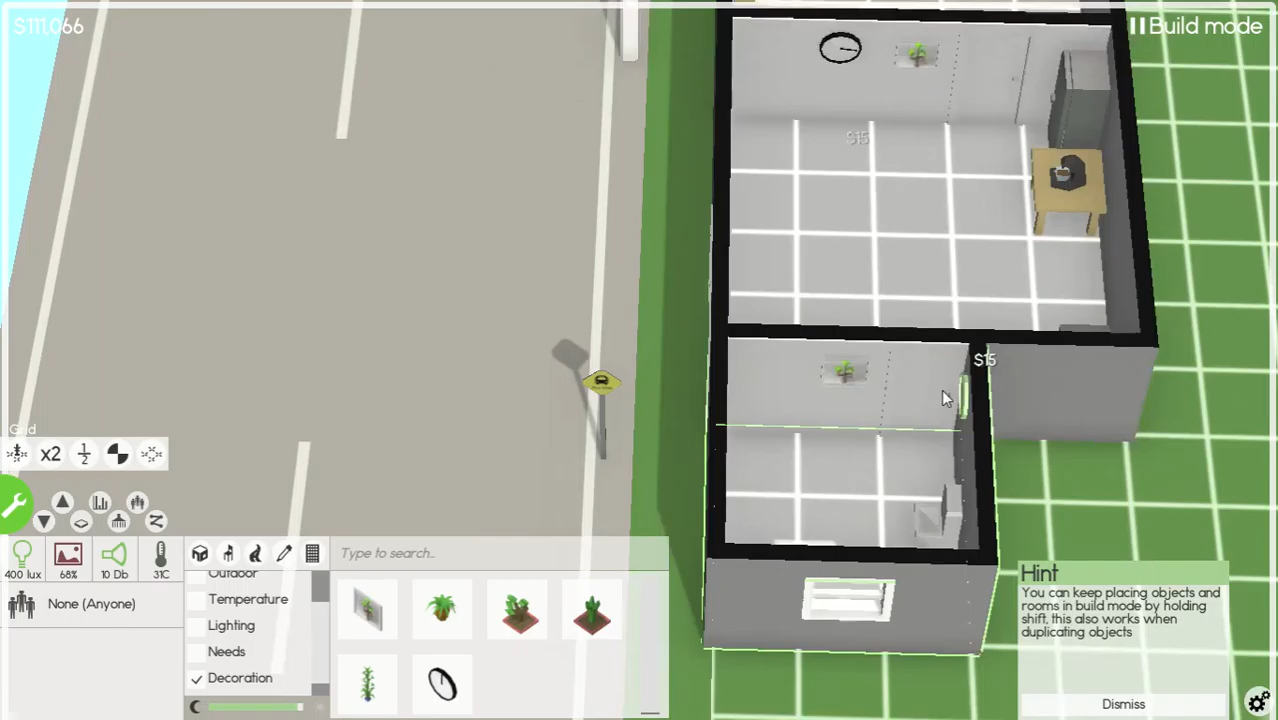 $111,066
Build mode
$15
$15
Grid
x2
1/2
Type to search...
400 lux
68%
10 Db
31C
Outdoor
None (Anyone)
Temperature
Lighting
Needs
Decoration
Hint
You can keep placing objects and
rooms in build mode by holding
shift, this also works when
duplicating objects
Dismiss